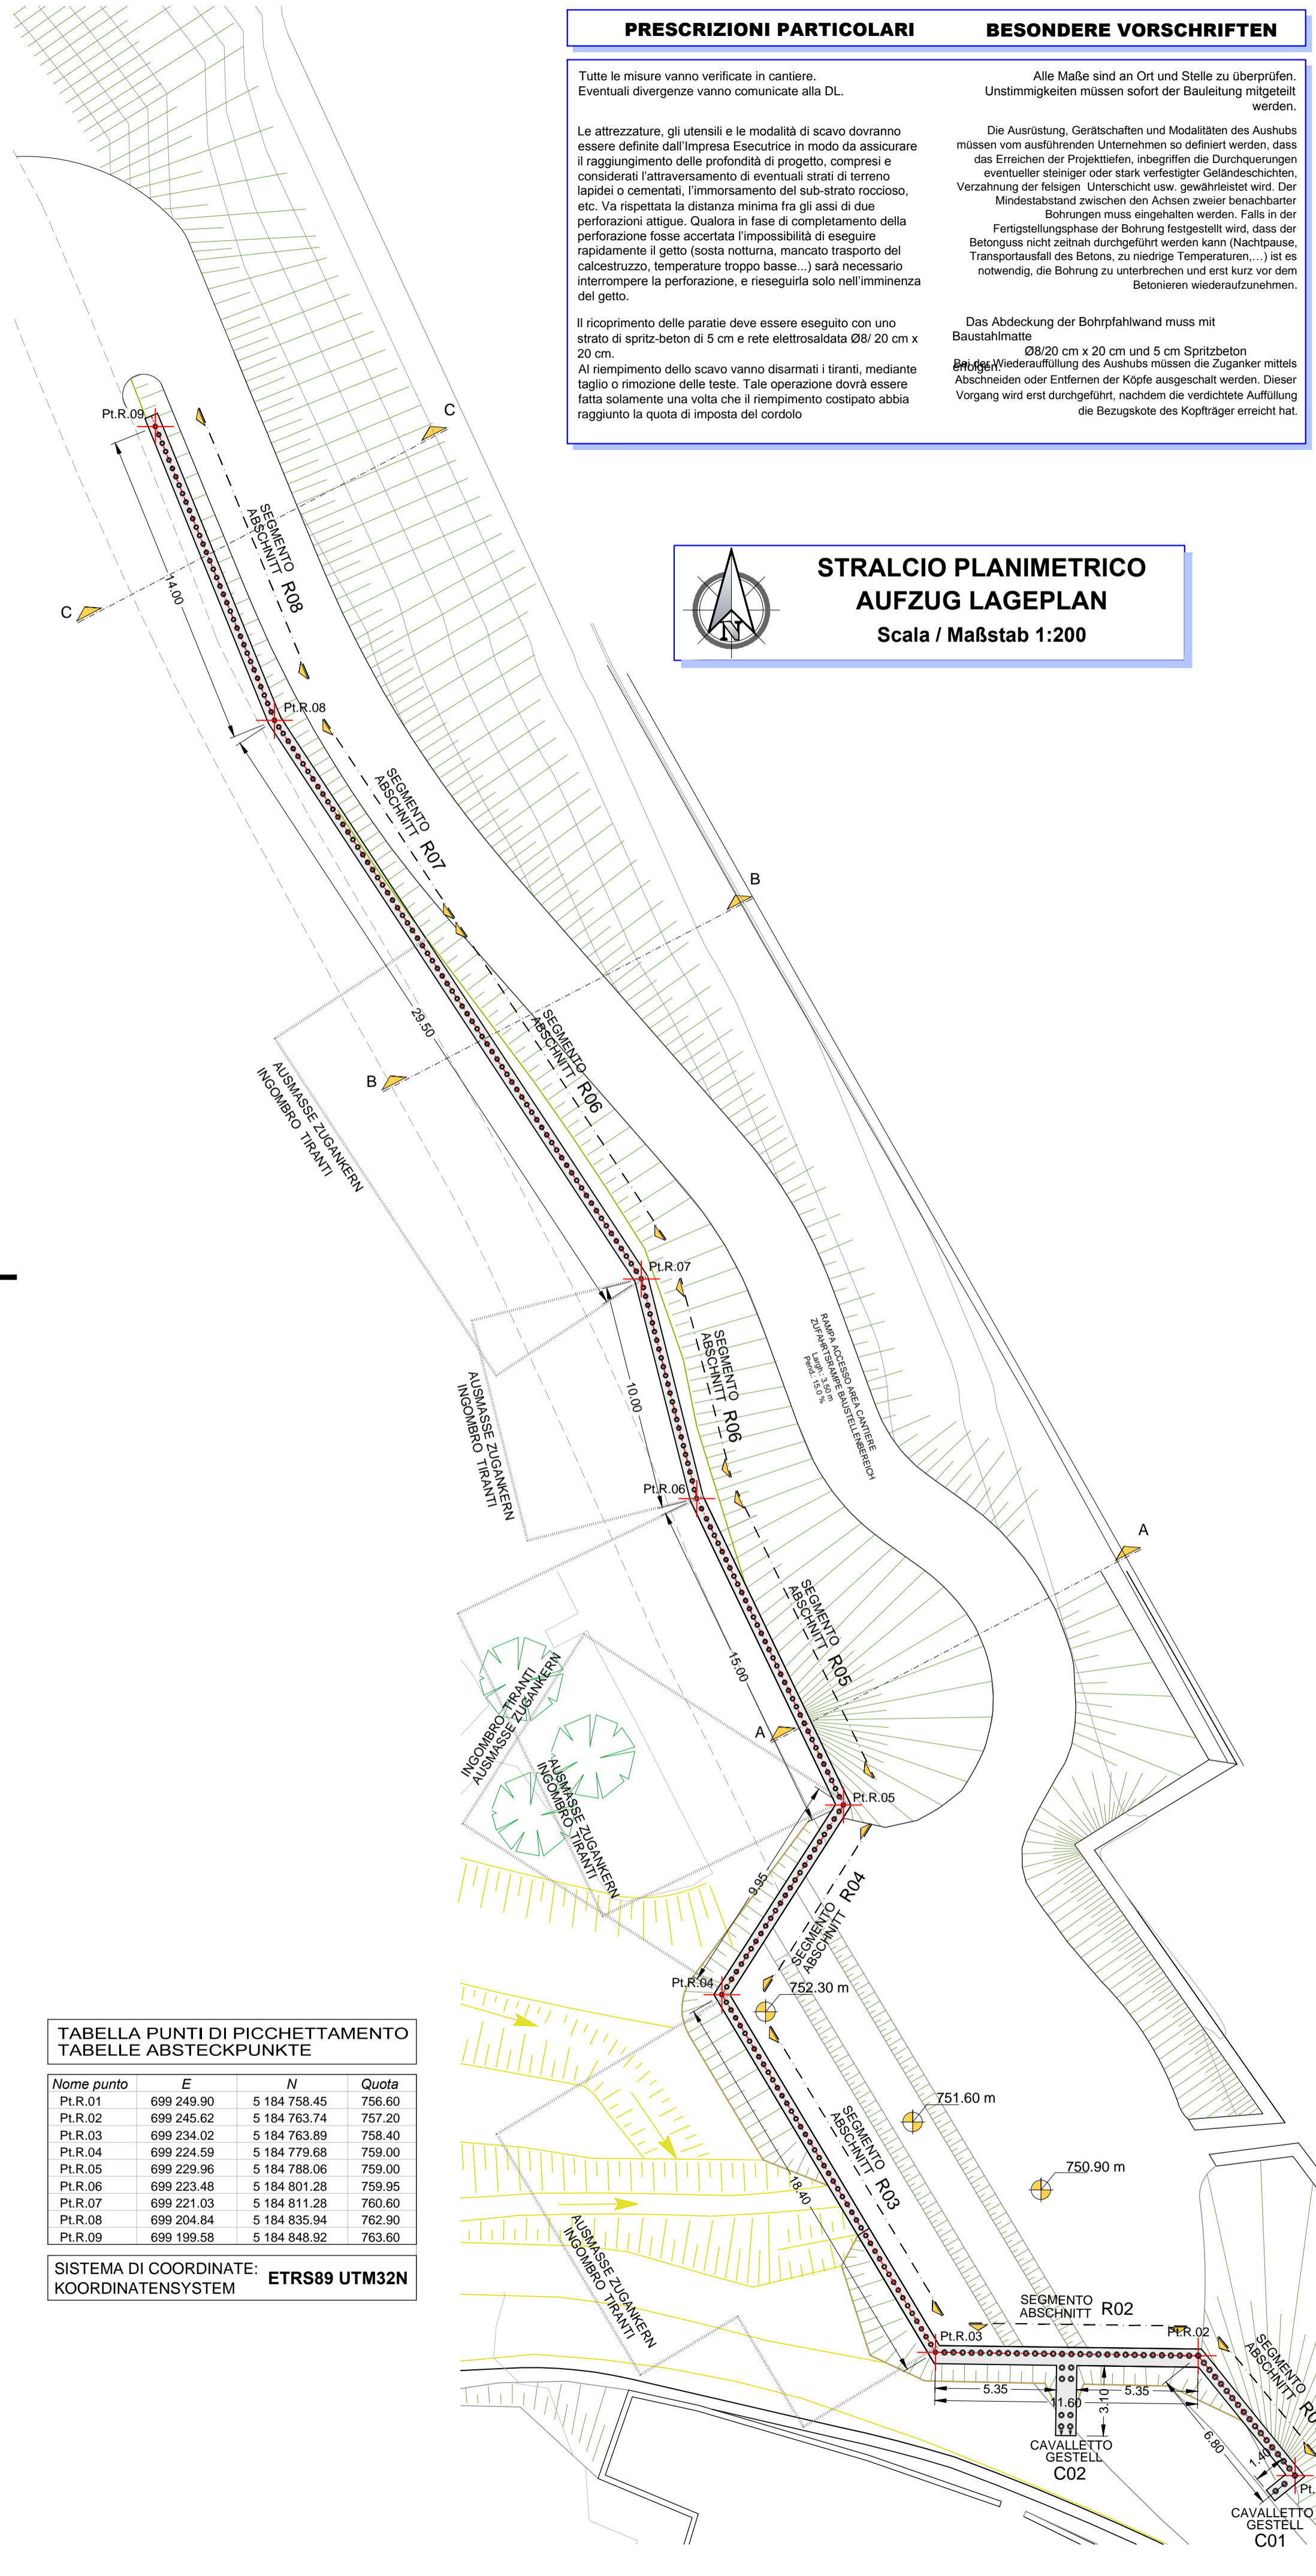 PRESCRIZIONI PARTICOLARI
BESONDERE VORSCHRIFTEN
Tutte le misure vanno verificate in cantiere.
Eventuali divergenze vanno comunicate alla DL.
Le attrezzature, gli utensili e le modalità di scavo dovranno
essere definite dall'Impresa Esecutrice in modo da assicurare
il raggiungimento delle profondità di progetto, compresi e
considerati l'attraversamento di eventuali strati di terreno
lapidei o cementati, l'immorsamento del sub-strato roccioso,
etc. Va rispettata la distanza minima fra gli assi di due
perforazioni attigue. Qualora in fase di completamento della
perforazione fosse accertata l'impossibilità di eseguire
rapidamente il getto (sosta notturna, mancato trasporto del
calcestruzzo, temperature troppo basse...) sarà necessario
interrompere la perforazione, e rieseguirla solo nell'imminenza
del getto.
Il ricoprimento delle paratie deve essere eseguito con uno
strato di spritz-beton di 5 cm e rete elettrosaldata Ø8/ 20 cm x
20 cm.
Al riempimento dello scavo vanno disarmati i tiranti, mediante
taglio o rimozione delle teste. Tale operazione dovrà essere
fatta solamente una volta che il riempimento costipato abbia
raggiunto la quota di imposta del cordolo
Alle Maße sind an Ort und Stelle zu überprüfen.
Unstimmigkeiten müssen sofort der Bauleitung mitgeteilt
werden.
Die Ausrüstung, Gerätschaften und Modalitäten des Aushubs
müssen vom ausführenden Unternehmen so definiert werden, dass
das Erreichen der Projekttiefen, inbegriffen die Durchquerungen
eventueller steiniger oder stark verfestigter Geländeschichten,
Verzahnung der felsigen Unterschicht usw. gewährleistet wird. Der
Mindestabstand zwischen den Achsen zweier benachbarter
Bohrungen muss eingehalten werden. Falls in der
Fertigstellungsphase der Bohrung festgestellt wird, dass der
Betonguss nicht zeitnah durchgeführt werden kann (Nachtpause,
Transportausfall des Betons, zu niedrige Temperaturen,...) ist es
notwendig, die Bohrung zu unterbrechen und erst kurz vor dem
Betonieren wiederaufzunehmen.
Das Abdeckung der Bohrpfahlwand muss mit
Baustahlmatte
Ø8/20 cm x 20 cm und 5 cm Spritzbeton
erfolgen.
Bei der Wiederauffüllung des Aushubs müssen die Zuganker mittels
Abschneiden oder Entfernen der Köpfe ausgeschalt werden. Dieser
Vorgang wird erst durchgeführt, nachdem die verdichtete Auffüllung
die Bezugskote des Kopfträger erreicht hat.
STRALCIO PLANIMETRICO
AUFZUG LAGEPLAN
Scala / Maßstab 1:200
N
Pt.R.09
C
C
14.00
SEGMENTO
ABSCHNITT R08
Pt.R.08
SEGMENTO
ABSCHNITT R07
B
B
29.50
SEGMENTO
ABSCHNITT R06
AUSMASSE ZUGANKERN
INGOMBRO TIRANTI
Pt.R.07
SEGMENTO
ABSCHNITT R06
10.00
RAMPA ACCESSO AREA CANTIERE
ZUFAHRTSRAMPE BAUSTELLENBEREICH
Largh.: 3.50 m
Pend.: 15.0 %
AUSMASSE ZUGANKERN
INGOMBRO TIRANTI
Pt.R.06
A
A
SEGMENTO
ABSCHNITT R05
15.00
INGOMBRO TIRANTI
AUSMASSE ZUGANKERN
AUSMASSE ZUGANKERN
INGOMBRO TIRANTI
Pt.R.05
9.95
SEGMENTO
ABSCHNITT R04
Pt.R.04
752.30 m
751.60 m
750.90 m
SEGMENTO
ABSCHNITT R03
18.40
AUSMASSE ZUGANKERN
INGOMBRO TIRANTI
TABELLA PUNTI DI PICCHETTAMENTO
TABELLE ABSTECKPUNKTE
Nome punto E N Quota
Pt.R.01 699 249.90 5 184 758.45 756.60
Pt.R.02 699 245.62 5 184 763.74 757.20
Pt.R.03 699 234.02 5 184 763.89 758.40
Pt.R.04 699 224.59 5 184 779.68 759.00
Pt.R.05 699 229.96 5 184 788.06 759.00
Pt.R.06 699 223.48 5 184 801.28 759.95
Pt.R.07 699 221.03 5 184 811.28 760.60
Pt.R.08 699 204.84 5 184 835.94 762.90
Pt.R.09 699 199.58 5 184 848.92 763.60
SISTEMA DI COORDINATE:
KOORDINATENSYSTEM
ETRS89 UTM32N
SEGMENTO
ABSCHNITT R02
Pt.R.03
Pt.R.02
5.35
11.60
5.35
3.10
CAVALLETTO
GESTELL
C02
SEGMENTO
ABSCHNITT
6.80
1.40
CAVALLETTO
GESTELL
C01